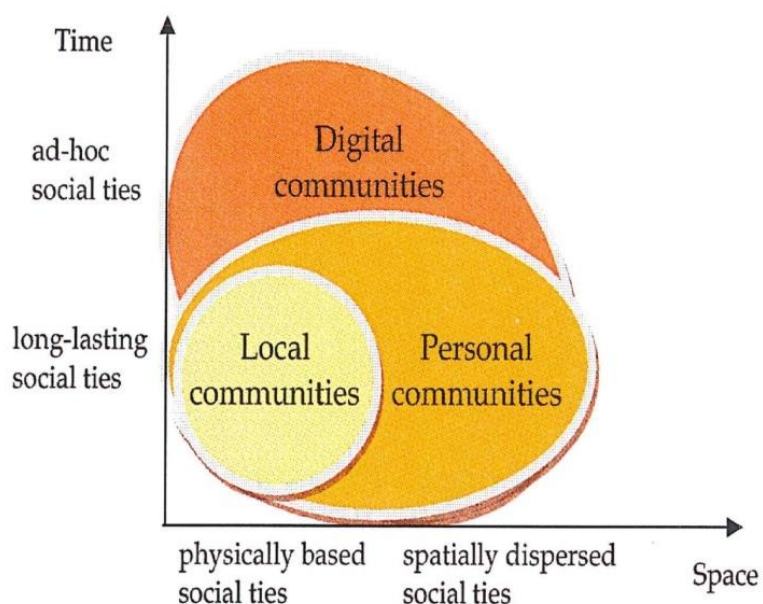 Time
ad-hoc
social ties
Digital
communities
long-lasting
social ties
Local
communities
Personal
communities
physically based
social ties
spatially dispersed
social ties
Space